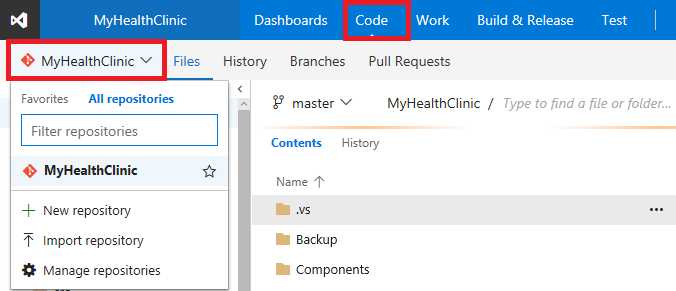 MyHealthClinic Dashboards Code Work Build & Release Test
MyHealthClinic Files History Branches Pull Requests
Favorites All repositories
Filter repositories
MyHealthClinic
New repository
Import repository
Manage repositories
master MyHealthClinic / Type to find a file or folder...
Contents History
Name
.vs
Backup
Components